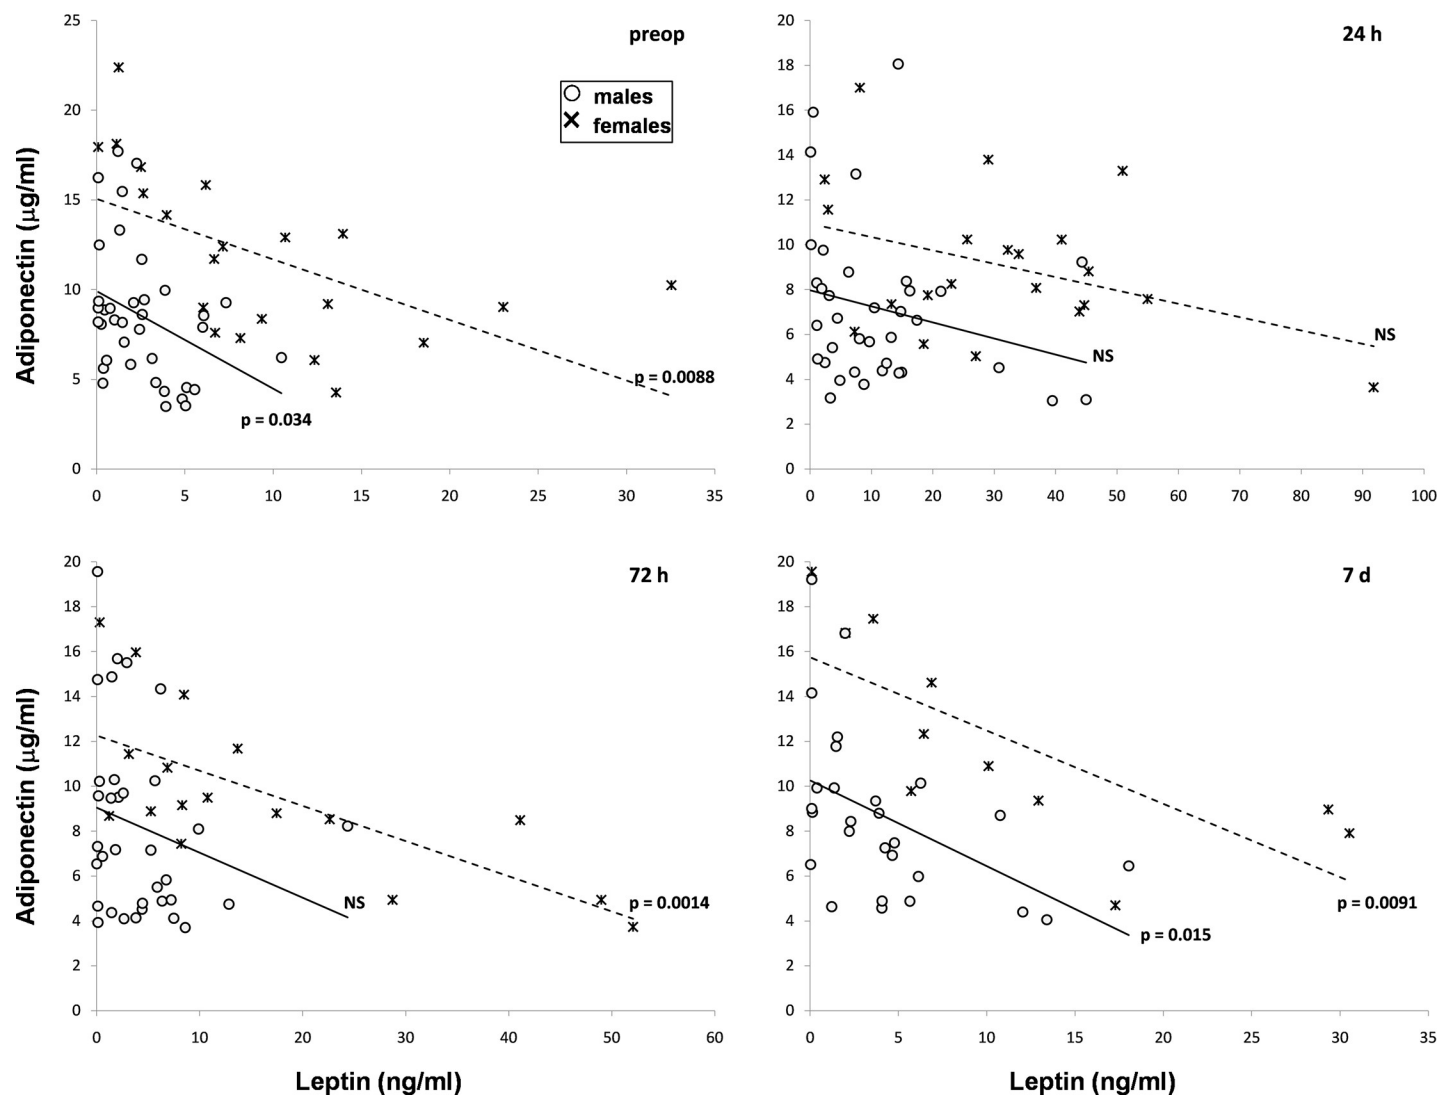 preop
males
females
25
20
15
10
5
0
p = 0.0088
p = 0.034
0 5 10 15 20 25 30 35
Adiponectin (μg/ml)
24 h
20
18
16
14
12
10
8
6
4
2
0
NS
NS
0 10 20 30 40 50 60 70 80 90 100
72 h
20
18
16
14
12
10
8
6
4
2
0
NS
p = 0.0014
0 10 20 30 40 50 60
Adiponectin (μg/ml)
Leptin (ng/ml)
7 d
20
18
16
14
12
10
8
6
4
2
0
p = 0.0091
p = 0.015
0 5 10 15 20 25 30 35
Leptin (ng/ml)